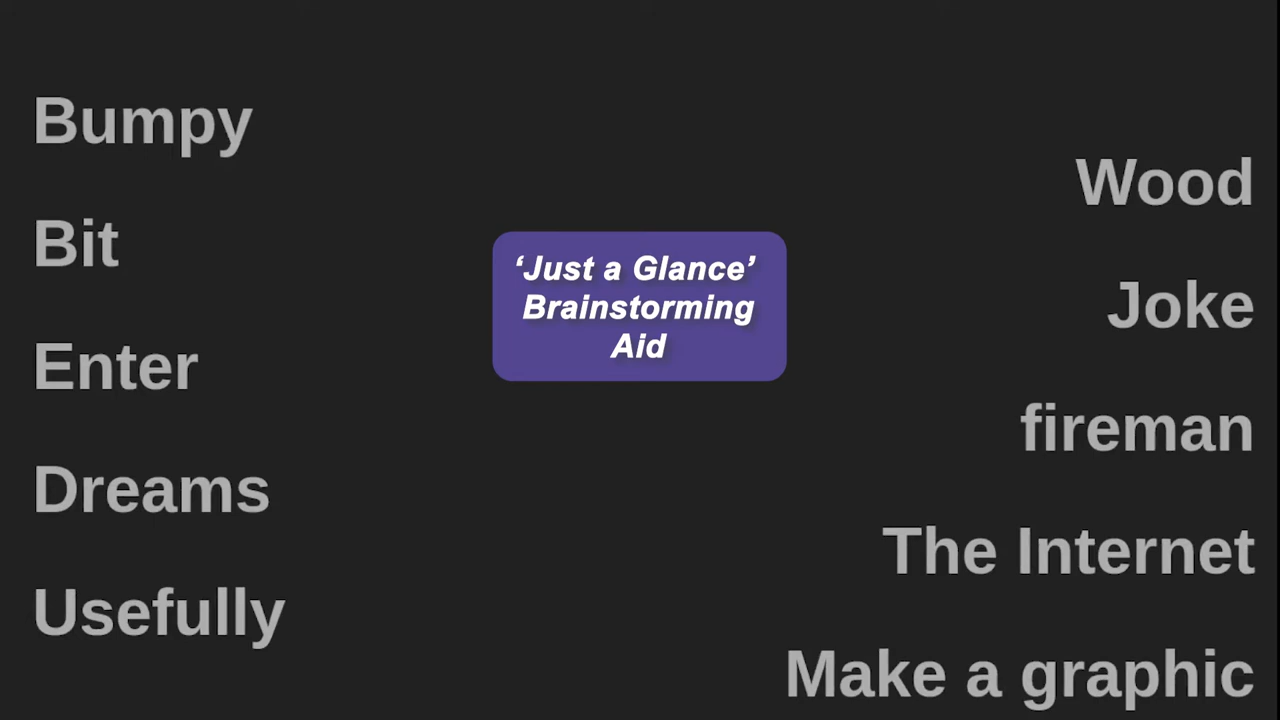 Bumpy
Bit
Enter
Dreams
Usefully
‘Just a Glance’
Brainstorming
Aid
Wood
Joke
fireman
The Internet
Make a graphic